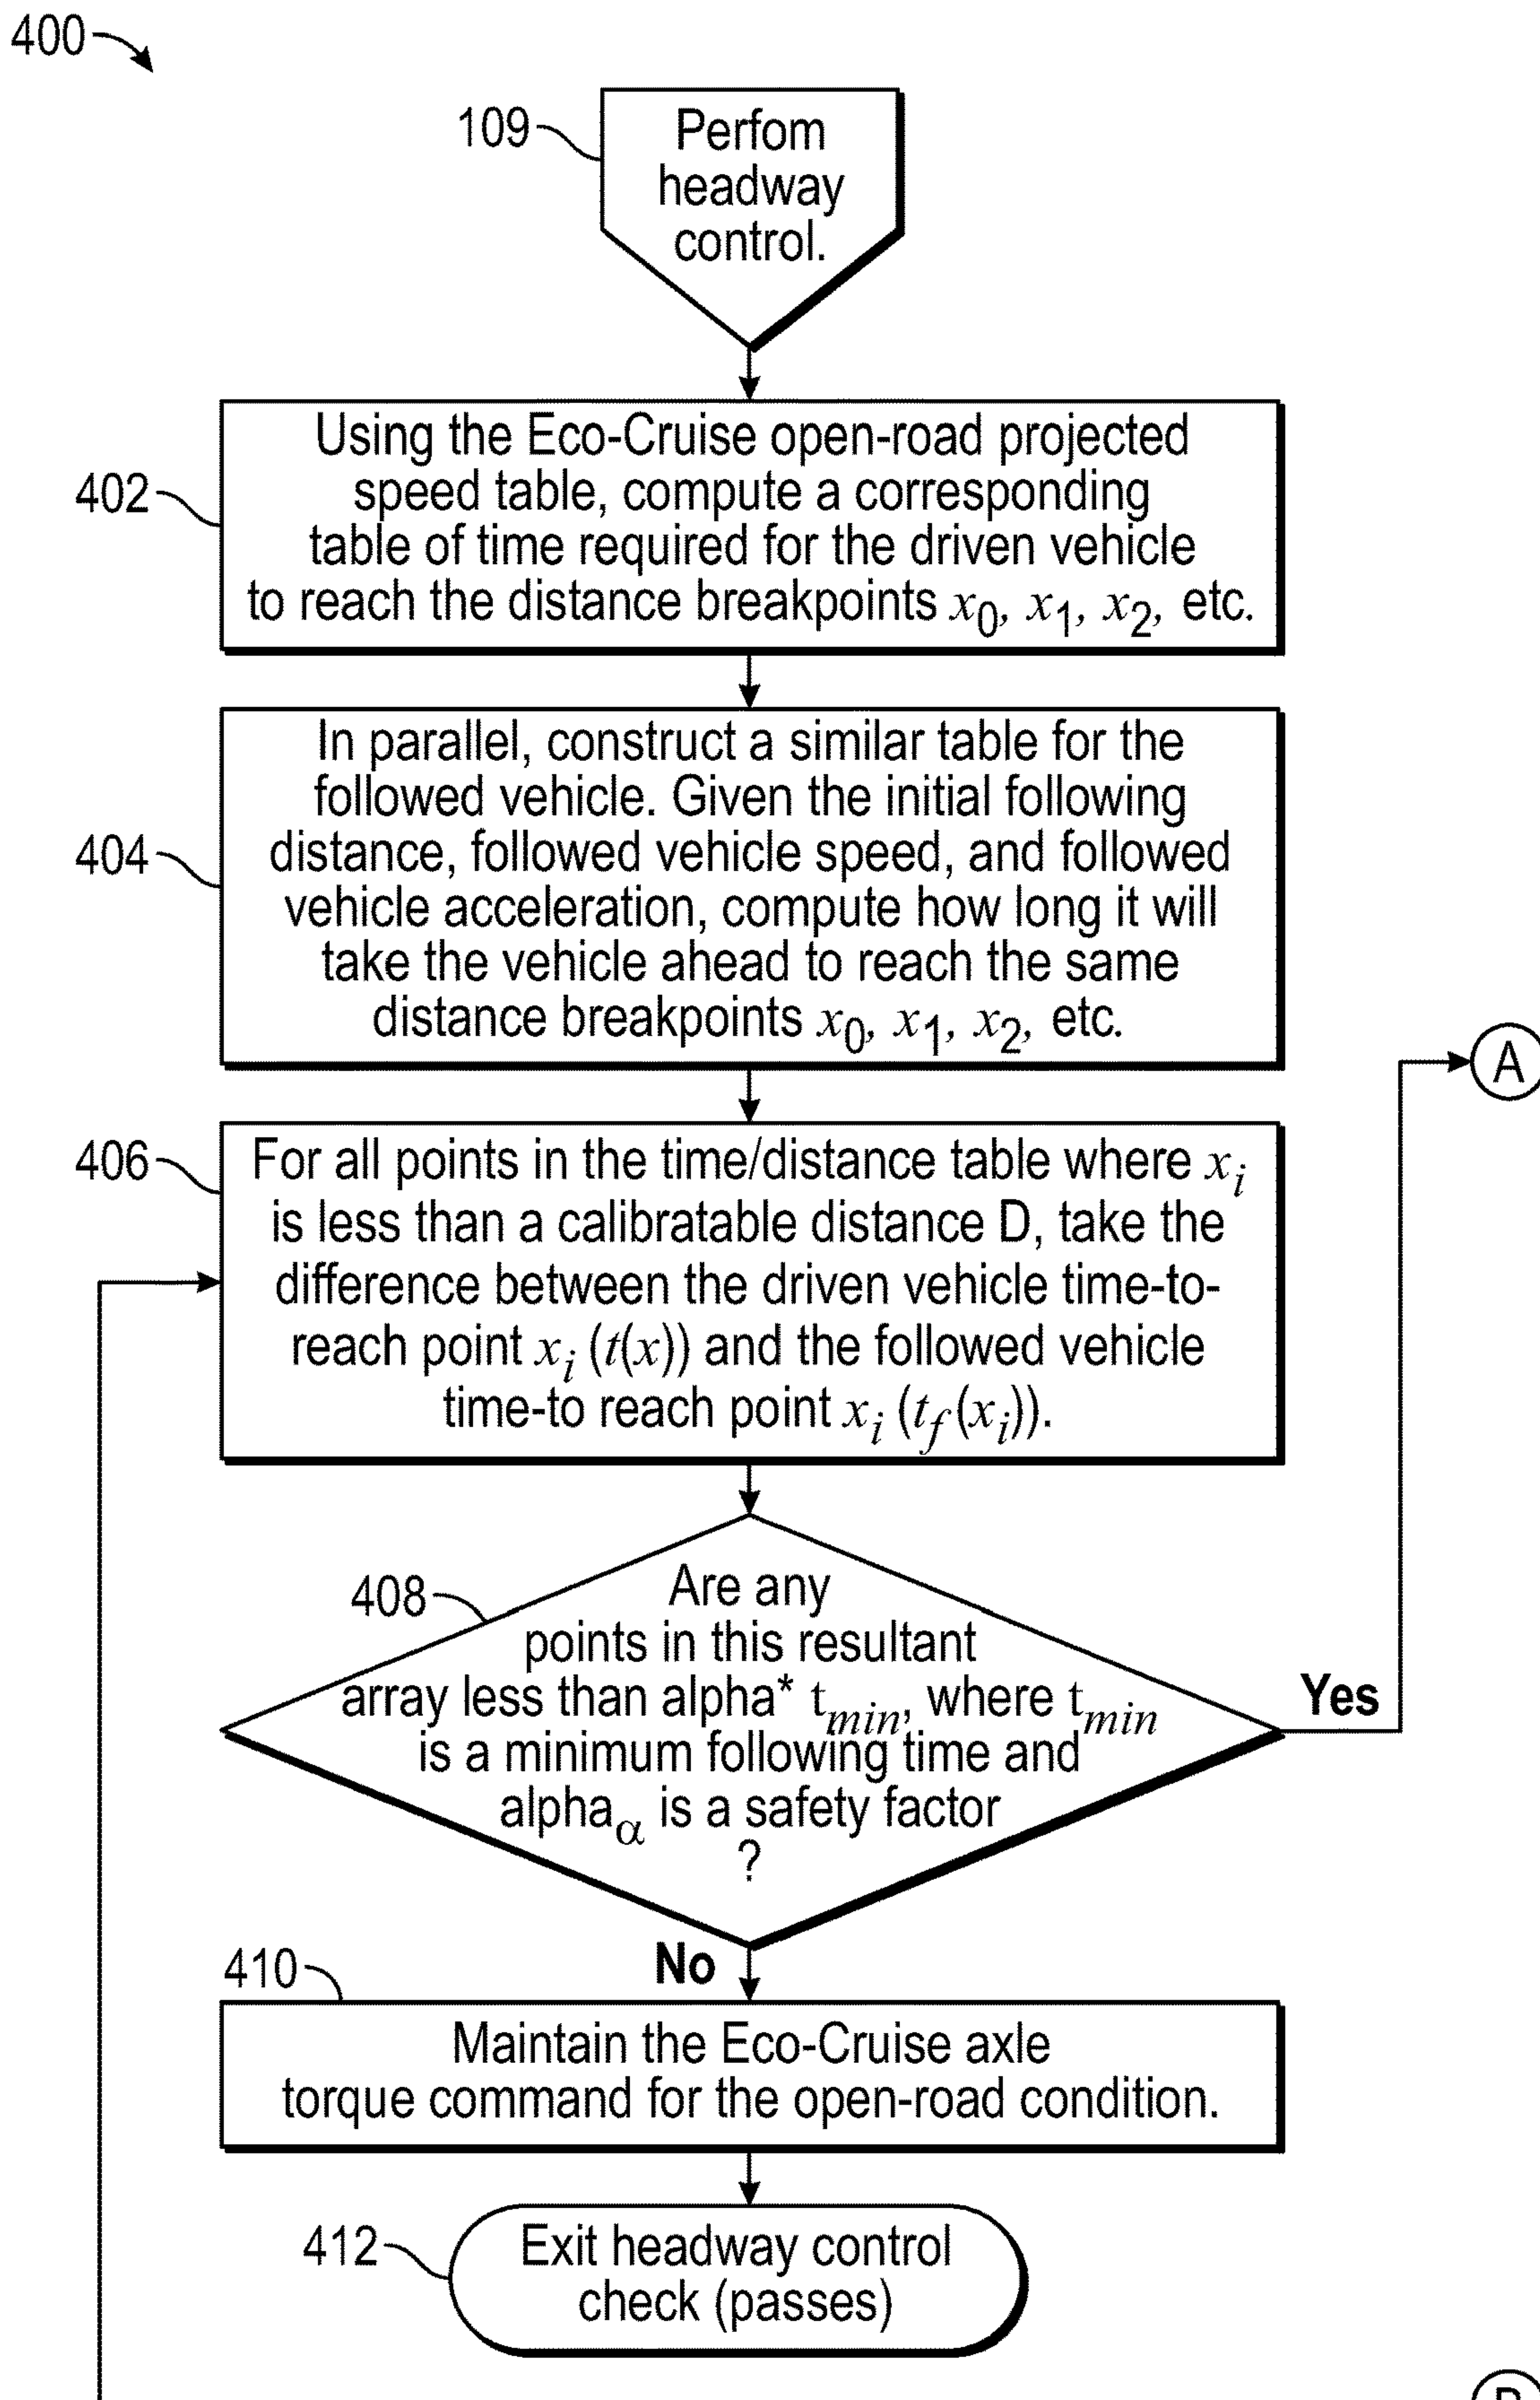 400
109
Perfom
headway
control.
402
Using the Eco-Cruise open-road projected
speed table, compute a corresponding
table of time required for the driven vehicle
to reach the distance breakpoints x0, x1, x2, etc.
404
In parallel, construct a similar table for the
followed vehicle. Given the initial following
distance, followed vehicle speed, and followed
vehicle acceleration, compute how long it will
take the vehicle ahead to reach the same
distance breakpoints x0, x1, x2, etc.
A
406
For all points in the time/distance table where xi
is less than a calibratable distance D, take the
difference between the driven vehicle time-to-
reach point xi (t(x)) and the followed vehicle
time-to reach point xi (tf(xi)).
408
Are any
points in this resultant
array less than alpha* tmin, where tmin
is a minimum following time and
alphaα is a safety factor
?
Yes
No
410
Maintain the Eco-Cruise axle
torque command for the open-road condition.
412
Exit headway control
check (passes)